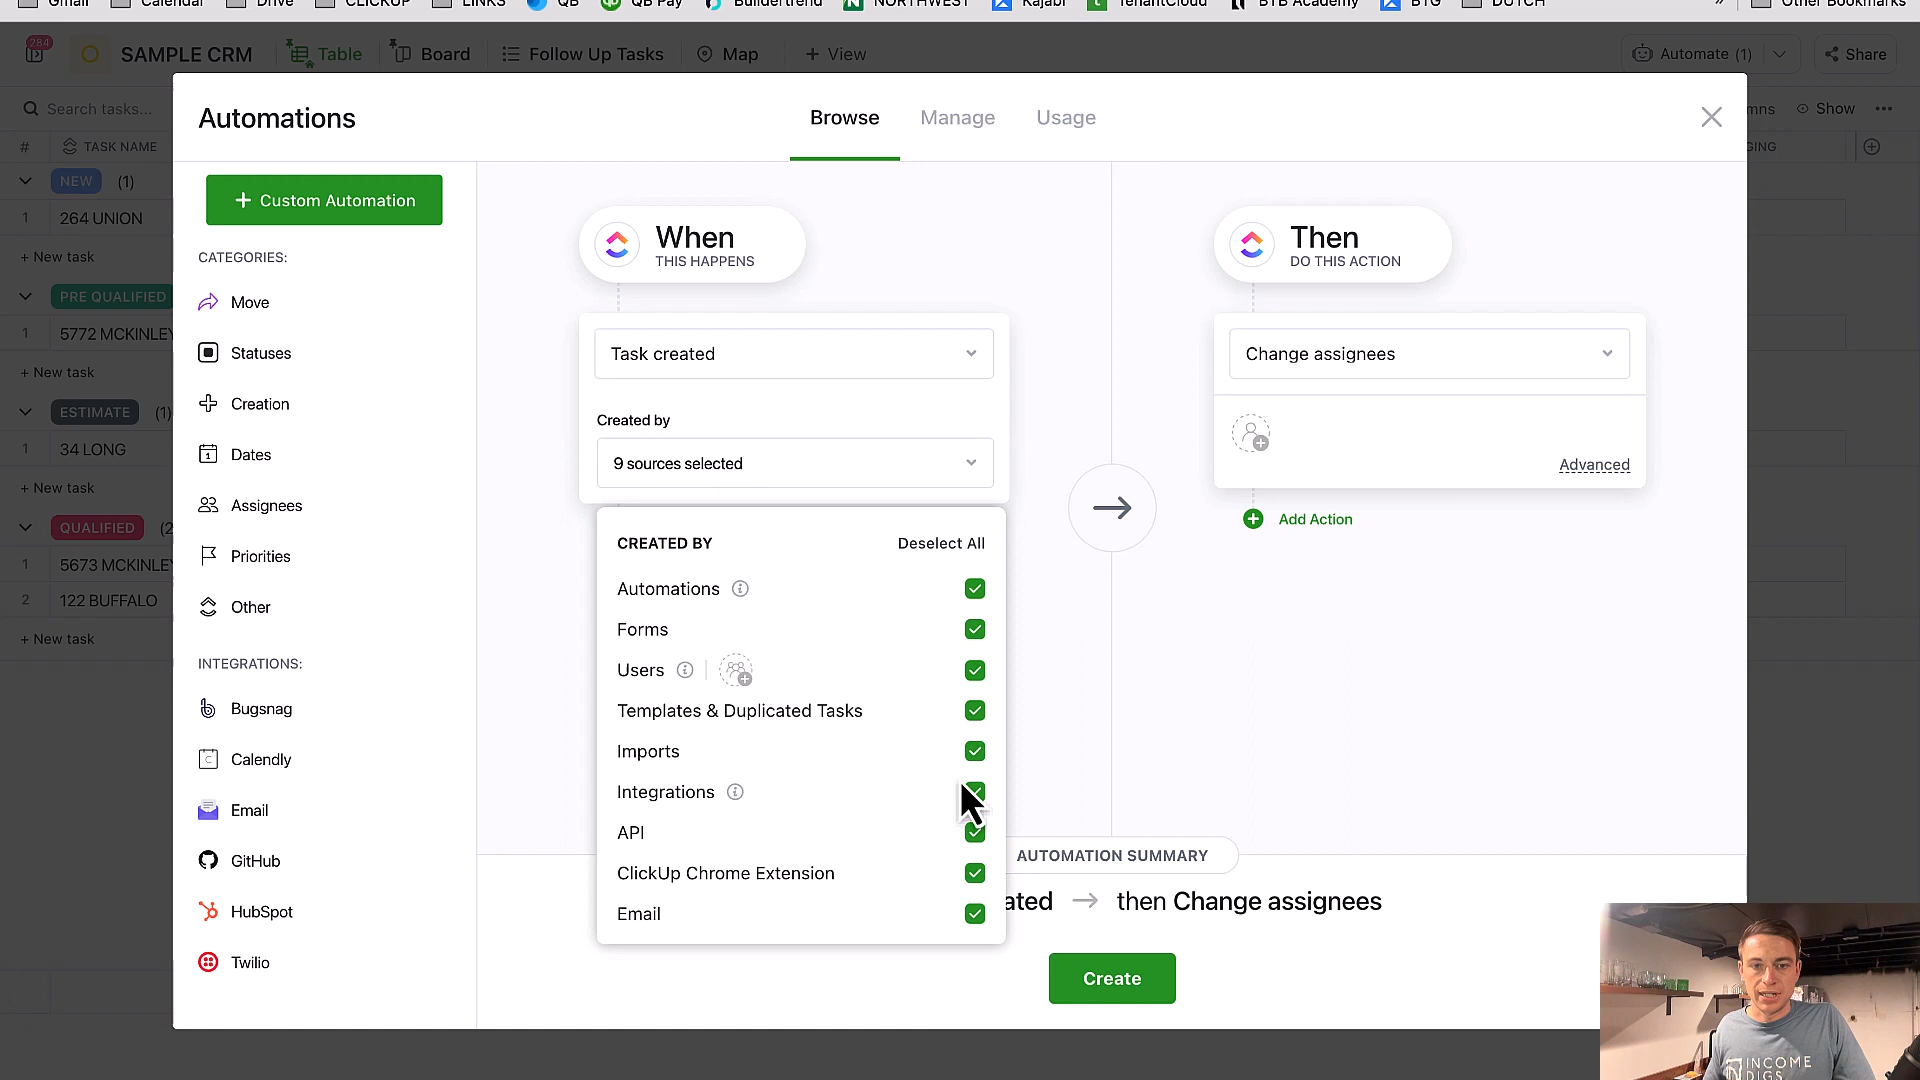 Gmail Calendar Drive CLICKUP LINKS QB QB Pay Buildertrend NORTHWEST Kajabi TenantCloud BTB Academy BTG DUTCH » Other Bookmarks
284 SAMPLE CRM Table Board Follow Up Tasks Map + View Automate (1) Share
Search tasks... Show
# TASK NAME
NEW (1)
1 264 UNION
+ New task
PRE QUALIFIED
1 5772 MCKINLEY
+ New task
ESTIMATE (1)
1 34 LONG
+ New task
QUALIFIED (2
1 5673 MCKINLEY
2 122 BUFFALO
+ New task
Automations
Browse Manage Usage
+ Custom Automation
CATEGORIES:
Move
Statuses
Creation
Dates
Assignees
Priorities
Other
INTEGRATIONS:
Bugsnag
Calendly
Email
GitHub
HubSpot
Twilio
When
THIS HAPPENS
Task created
Created by
9 sources selected
CREATED BY Deselect All
Automations
Forms
Users
Templates & Duplicated Tasks
Imports
Integrations
API
ClickUp Chrome Extension
Email
Then
DO THIS ACTION
Change assignees
Advanced
Add Action
AUTOMATION SUMMARY
ated → then Change assignees
Create
INCOME
DIGS